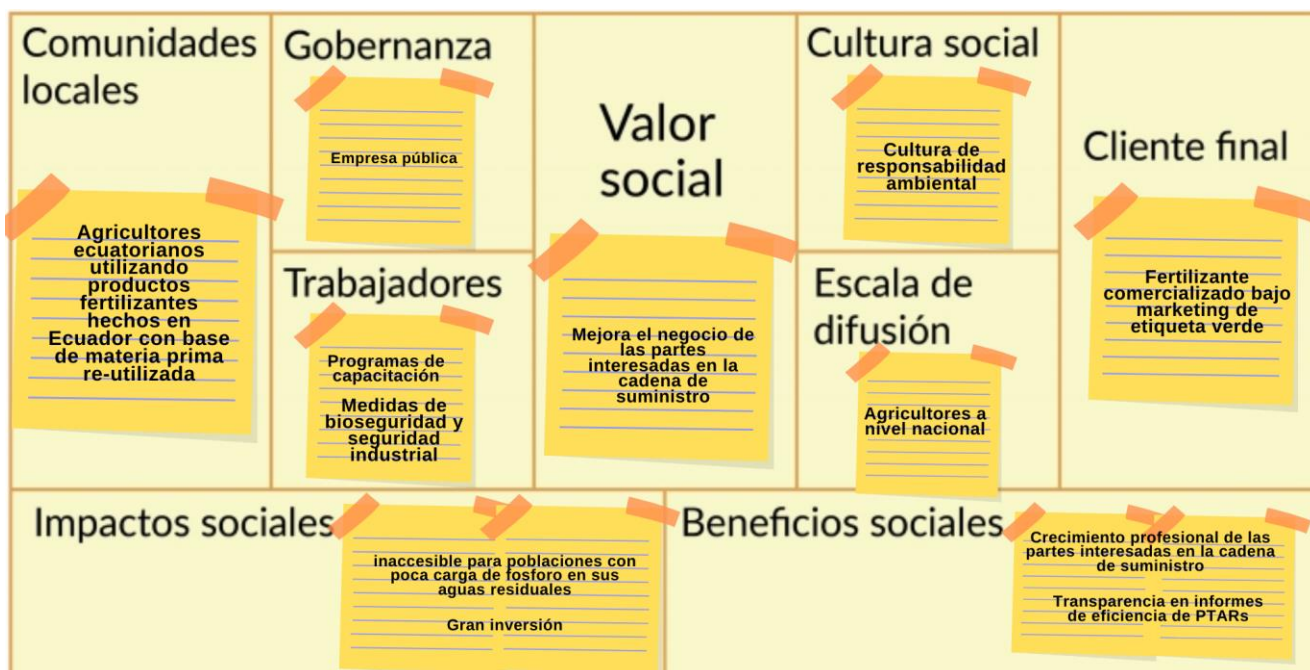 Comunidades
locales
Agricultores
ecuatorianos
utilizando
productos
fertilizantes
hechos en
Ecuador con base
de materia prima
re-utilizada
Gobernanza
Empresa pública
Trabajadores
Programas de
capacitación
Medidas de
bioseguridad y
seguridad
industrial
Valor
social
Mejora el negocio de
las partes
interesadas en la
cadena de
suministro
Cultura social
Cultura de
responsabilidad
ambiental
Escala de
difusión
Agricultores a
nivel nacional
Cliente final
Fertilizante
comercializado bajo
marketing de
etiqueta verde
Impactos sociales
inaccesible para poblaciones con
poca carga de fosforo en sus
aguas residuales
Gran inversión
Beneficios sociales
Crecimiento profesional de las
partes interesadas en la cadena
de suministro
Transparencia en informes
de eficiencia de PTARs